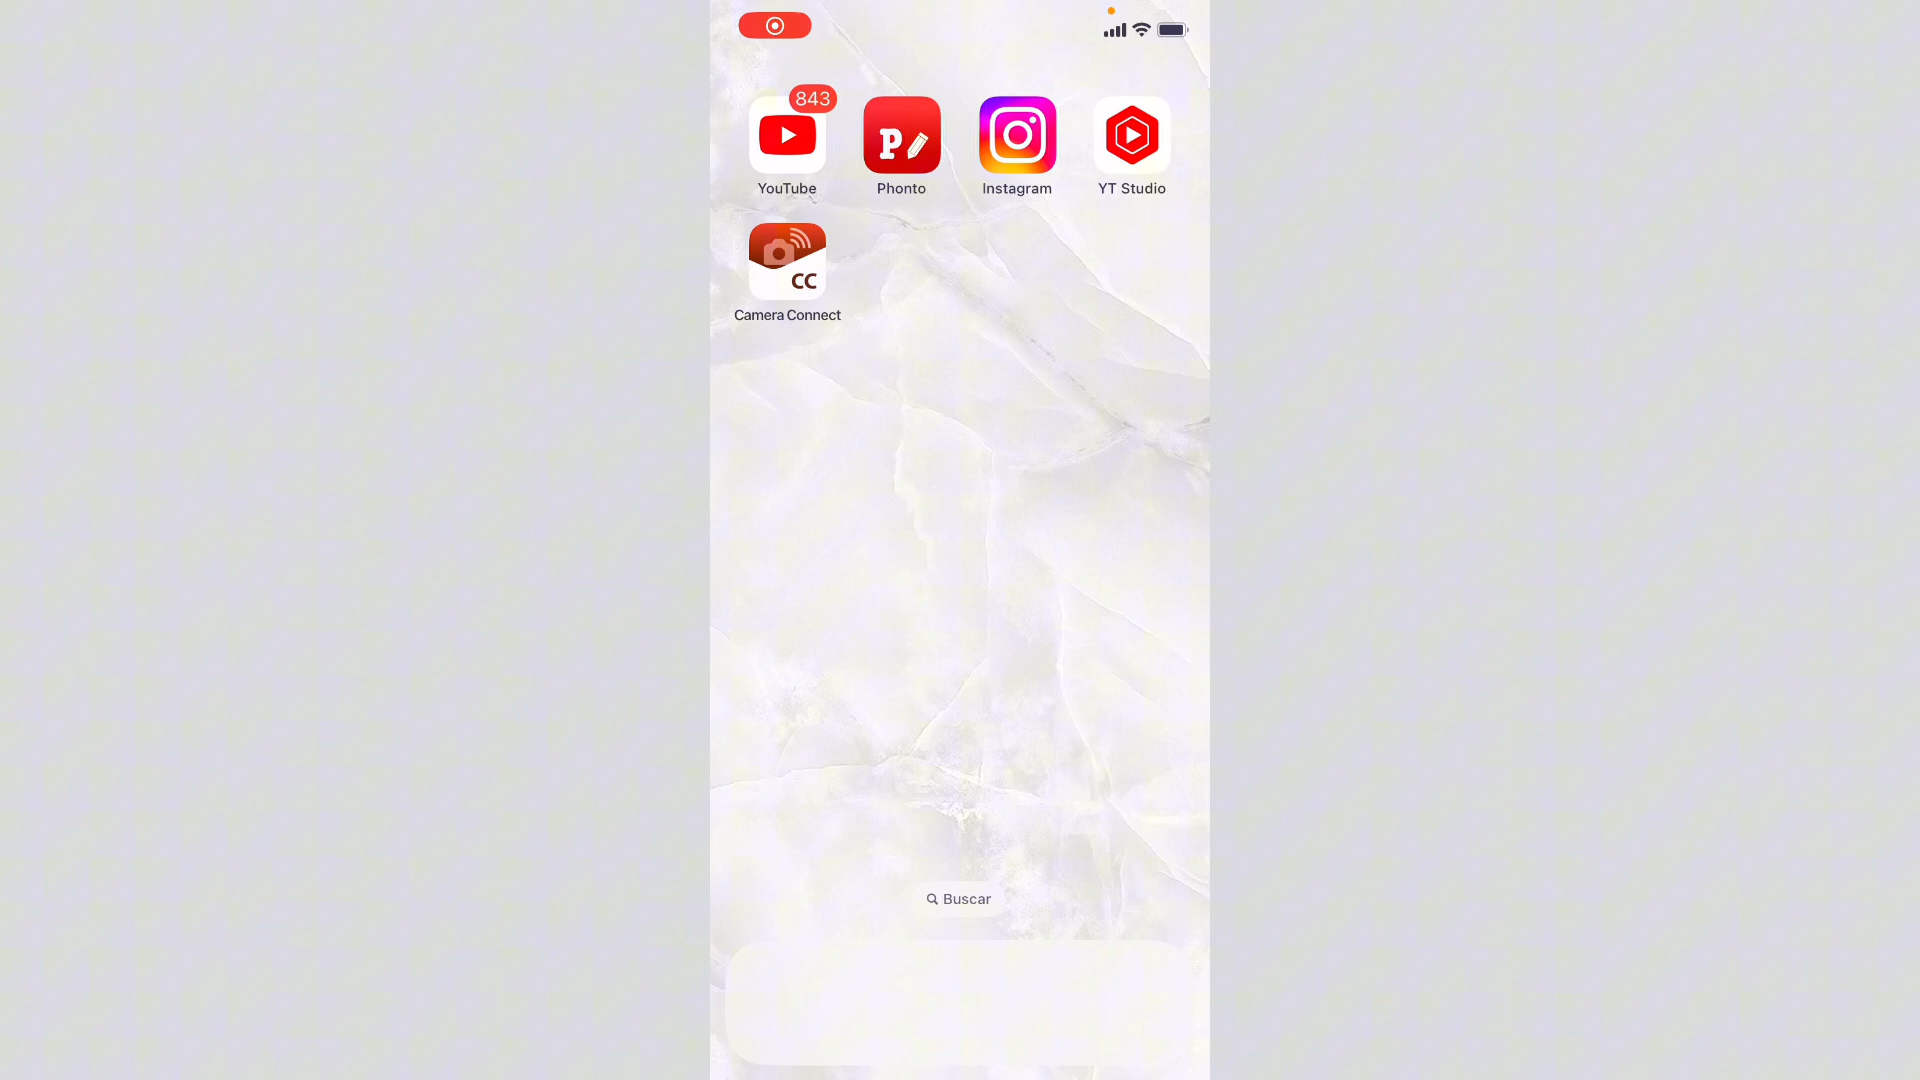 843
P
YouTube
Phonto
Instagram
YT Studio
CC
Camera Connect
Buscar